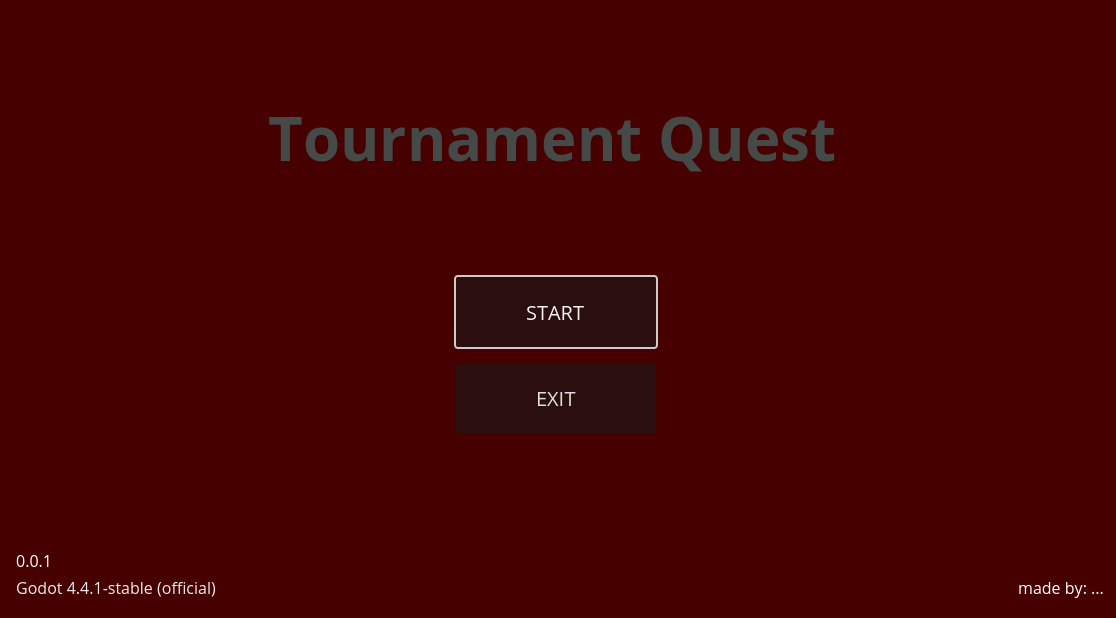 Tournament Quest
START
EXIT
0.0.1
Godot 4.4.1-stable (official)
made by: ...